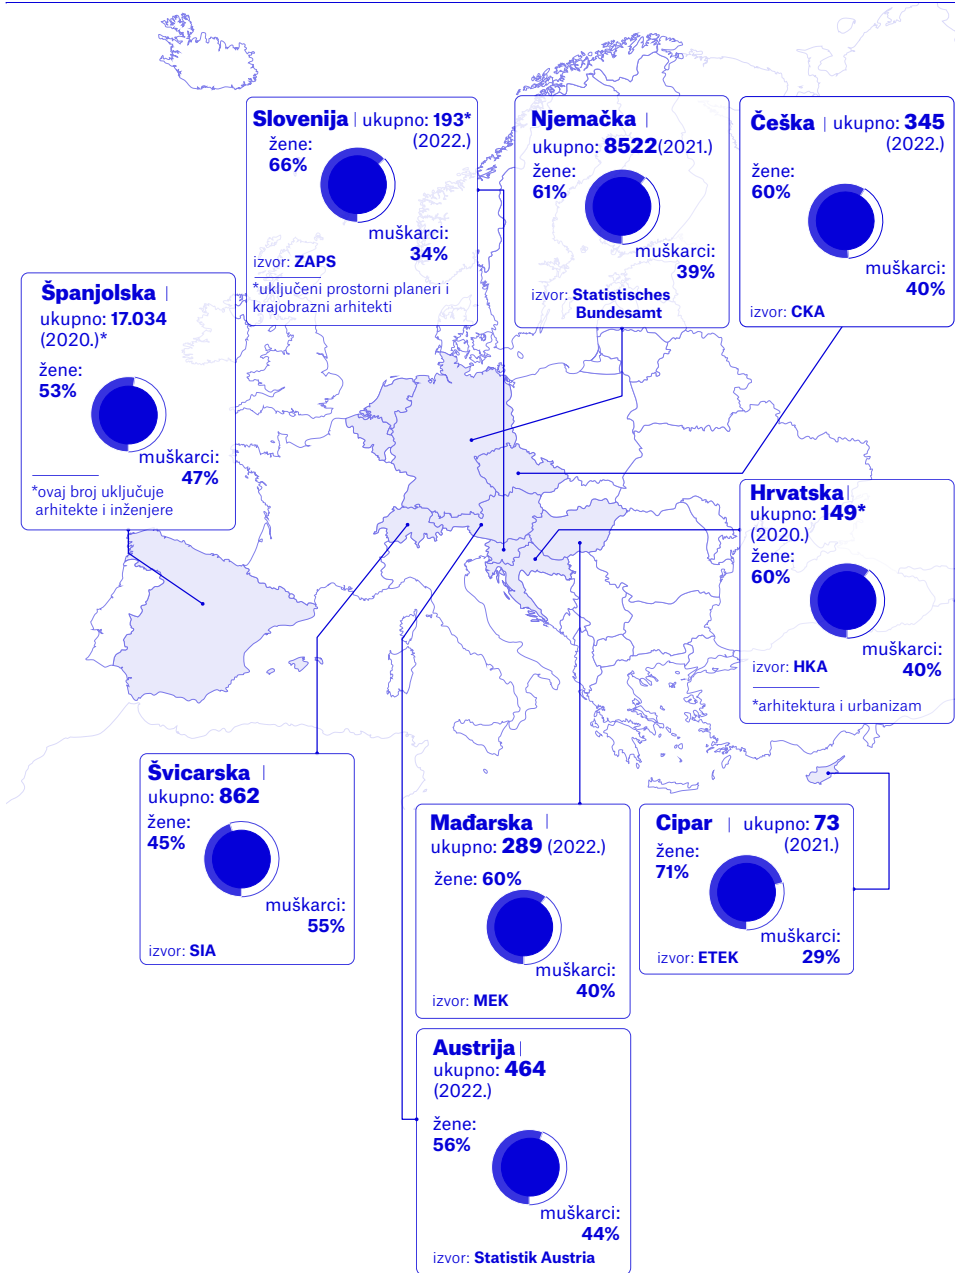 Slovenija | ukupno: 193*
(2022.)
žene:
66%
muškarci:
34%
izvor: ZAPS
*uključeni prostorni planeri i
krajobrazni arhitekti
Njemačka |
ukupno: 8522(2021.)
žene:
61%
muškarci:
39%
izvor: Statistisches
Bundesamt
Češka | ukupno: 345
(2022.)
žene:
60%
muškarci:
40%
izvor: CKA
Španjolska |
ukupno: 17.034
(2020.)*
žene:
53%
muškarci:
47%
*ovaj broj uključuje
arhitekte i inženjere
Hrvatska|
ukupno: 149*
(2020.)
žene:
60%
muškarci:
40%
izvor: HKA
*arhitektura i urbanizam
Švicarska |
ukupno: 862
žene:
45%
muškarci:
55%
izvor: SIA
Mađarska |
ukupno: 289 (2022.)
žene: 60%
muškarci:
40%
izvor: MEK
Cipar | ukupno: 73
(2021.)
žene:
71%
muškarci:
29%
izvor: ETEK
Austrija|
ukupno: 464
(2022.)
žene:
56%
muškarci:
44%
izvor: Statistik Austria